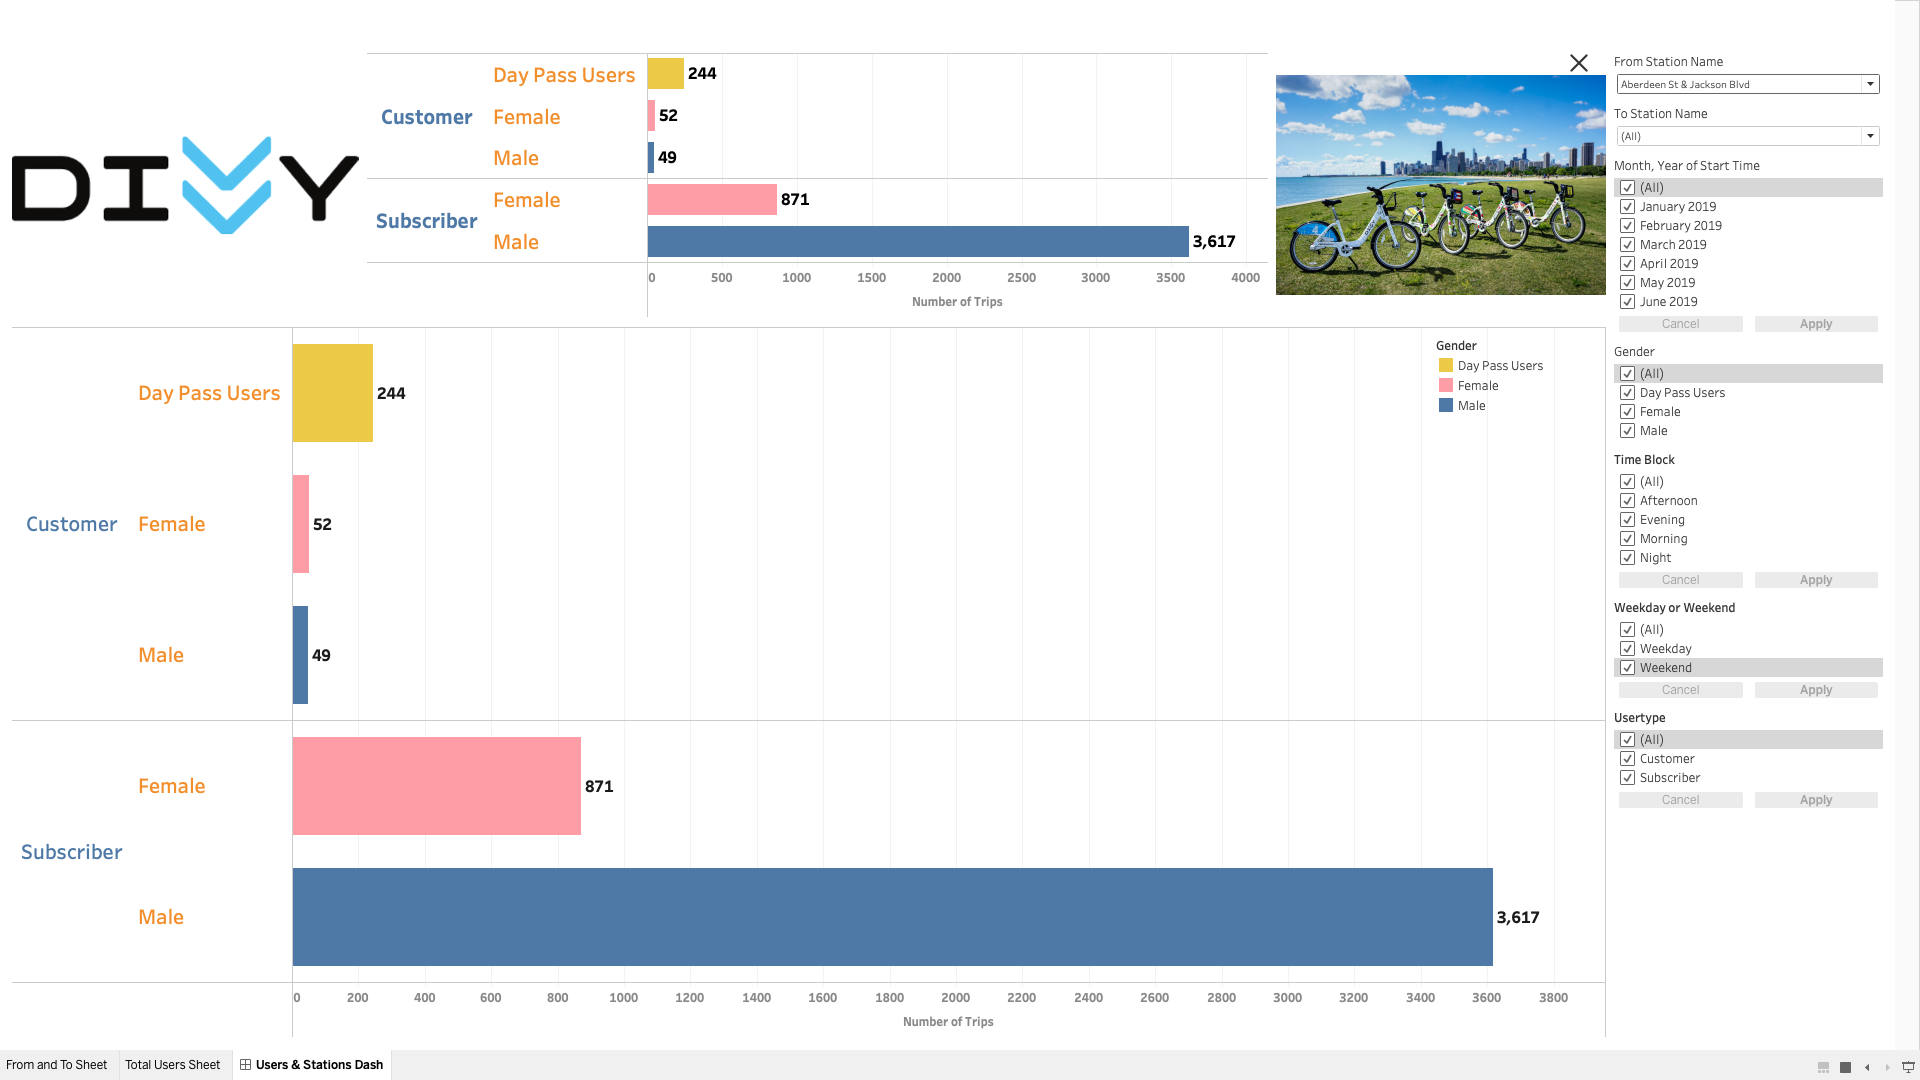 DIVVY
Day Pass Users 244
Customer Female 52
Male 49
Subscriber
Female 871
Male 3,617
0 500 1000 1500 2000 2500 3000 3500 4000
Number of Trips
Day Pass Users 244
Customer Female 52
Male 49
Subscriber
Female 871
Male 3,617
0 200 400 600 800 1000 1200 1400 1600 1800 2000 2200 2400 2600 2800 3000 3200 3400 3600 3800
Number of Trips
Gender
Day Pass Users
Female
Male
From Station Name
Aberdeen St & Jackson Blvd
To Station Name
(All)
Month, Year of Start Time
(All)
January 2019
February 2019
March 2019
April 2019
May 2019
June 2019
Cancel Apply
Gender
(All)
Day Pass Users
Female
Male
Time Block
(All)
Afternoon
Evening
Morning
Night
Cancel Apply
Weekday or Weekend
(All)
Weekday
Weekend
Cancel Apply
Usertype
(All)
Customer
Subscriber
Cancel Apply
From and To Sheet Total Users Sheet Users & Stations Dash